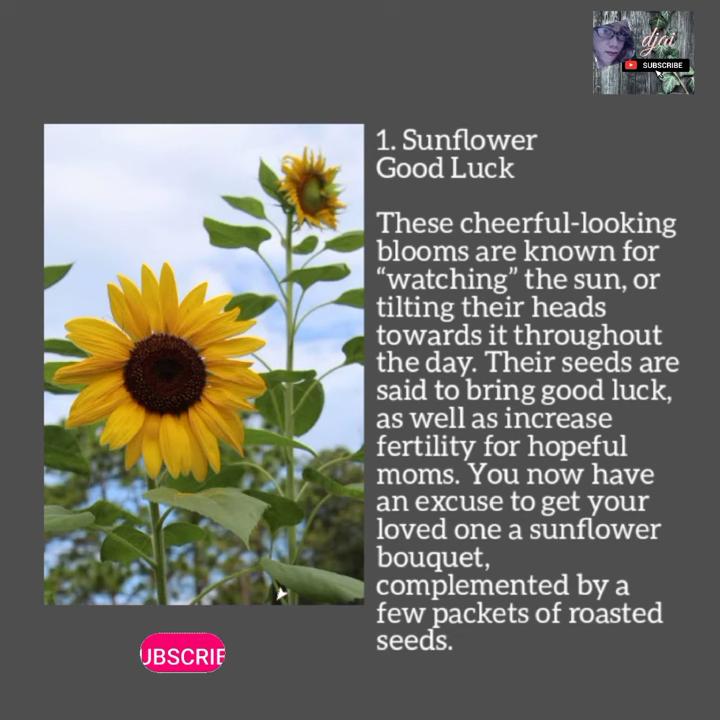 djai
SUBSCRIBE
1. Sunflower
Good Luck
These cheerful-looking
blooms are known for
“watching” the sun, or
tilting their heads
towards it throughout
the day. Their seeds are
said to bring good luck,
as well as increase
fertility for hopeful
moms. You now have
an excuse to get your
loved one a sunflower
bouquet,
complemented by a
few packets of roasted
seeds.
UBSCRIB